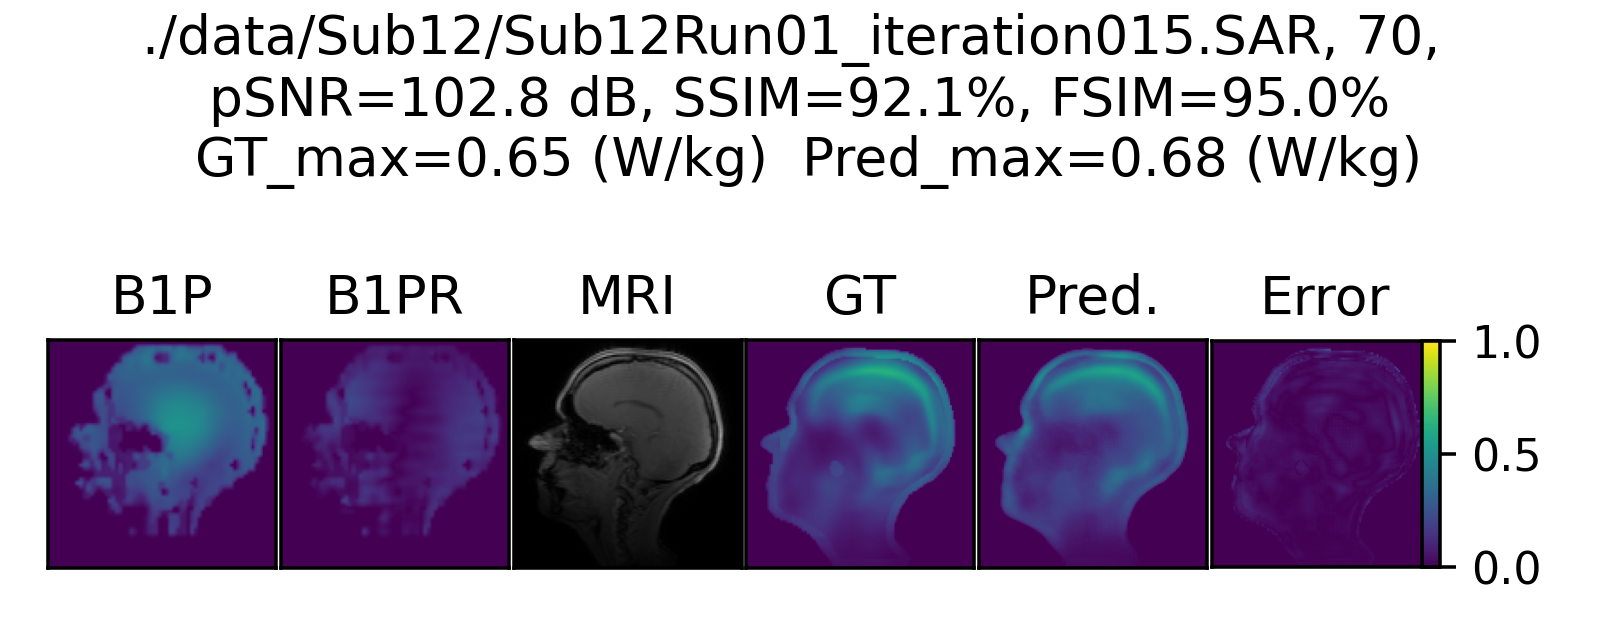 ./data/Sub12/Sub12Run01_iteration015.SAR, 70,
pSNR=102.8 dB, SSIM=92.1%, FSIM=95.0%
GT_max=0.65 (W/kg)  Pred_max=0.68 (W/kg)
B1P B1PR MRI GT Pred. Error
1.0
0.5
0.0